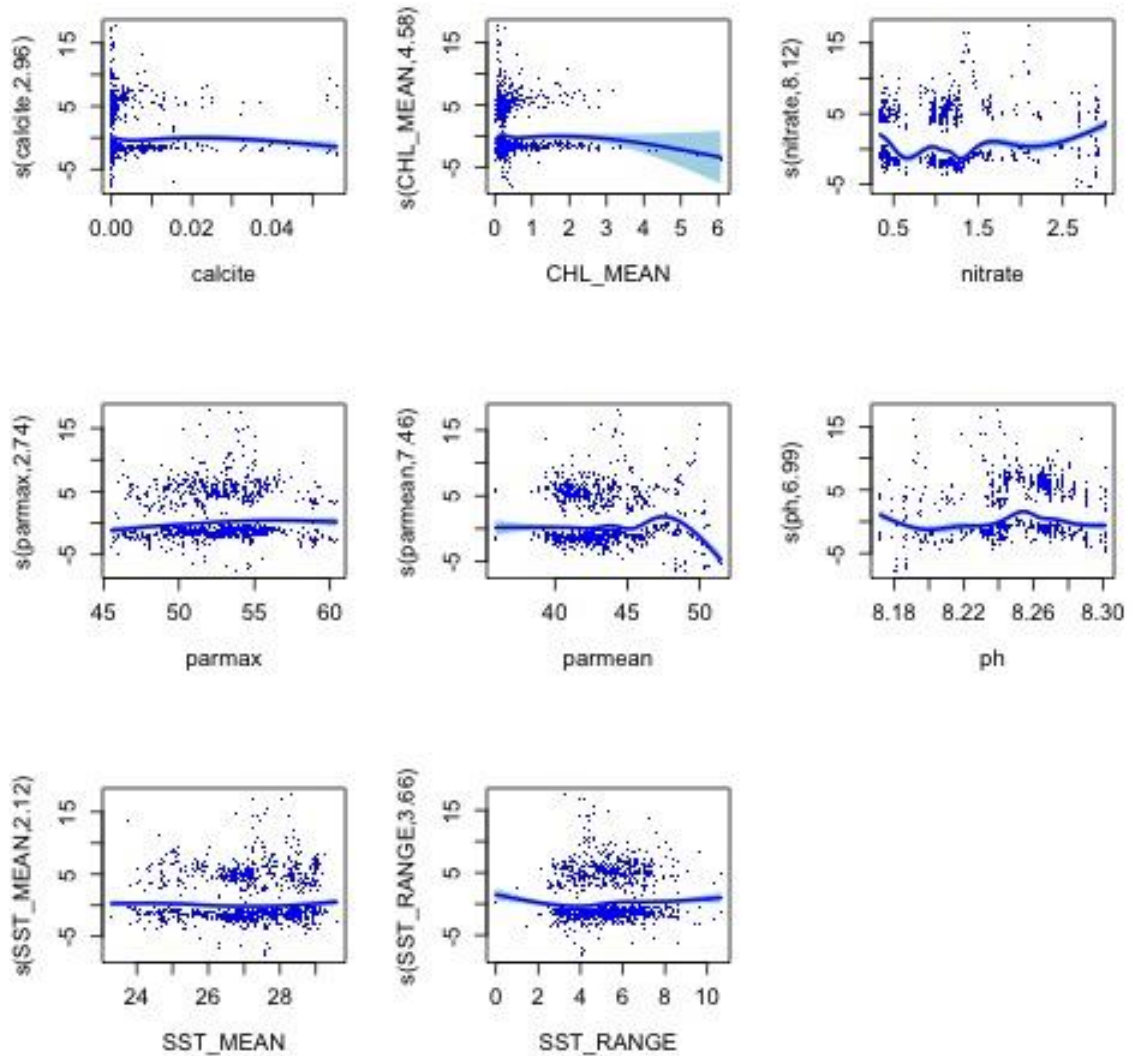 s(calcite,2.96)
15
5
-5
0.00 0.02 0.04
calcite
s(CHL_MEAN,4.58)
15
5
-5
0 1 2 3 4 5 6
CHL_MEAN
s(nitrate,8.12)
15
5
-5
0.5 1.5 2.5
nitrate
s(parmax,2.74)
15
5
-5
45 50 55 60
parmax
s(parmean,7.46)
15
5
-5
40 45 50
parmean
s(ph,6.99)
15
5
-5
8.18 8.22 8.26 8.30
ph
s(SST_MEAN,2.12)
15
5
-5
24 26 28
SST_MEAN
s(SST_RANGE,3.66)
15
5
-5
0 2 4 6 8 10
SST_RANGE